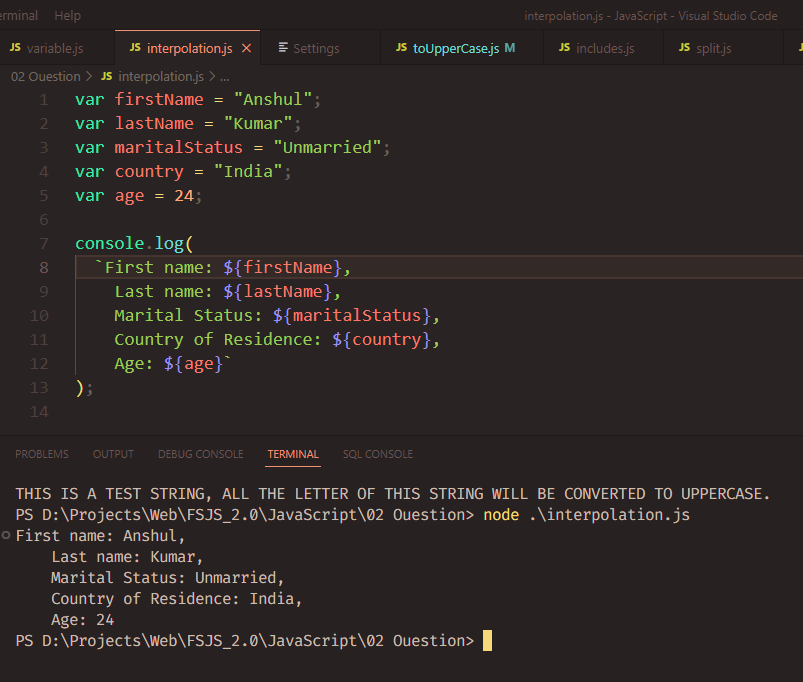 erminal Help interpolation.js - JavaScript - Visual Studio Code
JS variable.js JS interpolation.js × Settings JS toUpperCase.js M JS includes.js JS split.js
02 Ouestion > JS interpolation.js > ...
1 var firstName = "Anshul";
2 var lastName = "Kumar";
3 var maritalStatus = "Unmarried";
4 var country = "India";
5 var age = 24;
6
7 console.log(
8 `First name: ${firstName},
9 Last name: ${lastName},
10 Marital Status: ${maritalStatus},
11 Country of Residence: ${country},
12 Age: ${age}`
13 );
14
PROBLEMS OUTPUT DEBUG CONSOLE TERMINAL SQL CONSOLE
THIS IS A TEST STRING, ALL THE LETTER OF THIS STRING WILL BE CONVERTED TO UPPERCASE.
PS D:\Projects\Web\FSJS_2.0\JavaScript\02 Ouestion> node .\interpolation.js
First name: Anshul,
Last name: Kumar,
Marital Status: Unmarried,
Country of Residence: India,
Age: 24
PS D:\Projects\Web\FSJS_2.0\JavaScript\02 Ouestion>